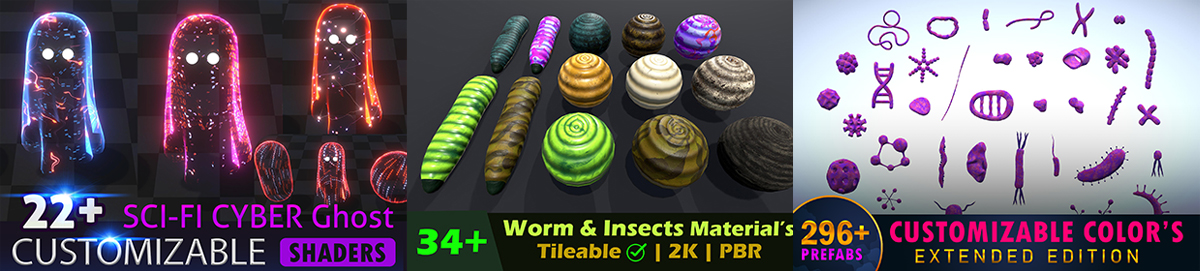 22+ SCI-FI CYBER Ghost
CUSTOMIZABLE SHADERS
34+ Worm & Insects Material's
Tileable | 2K | PBR
296+ PREFABS
CUSTOMIZABLE COLOR'S
EXTENDED EDITION